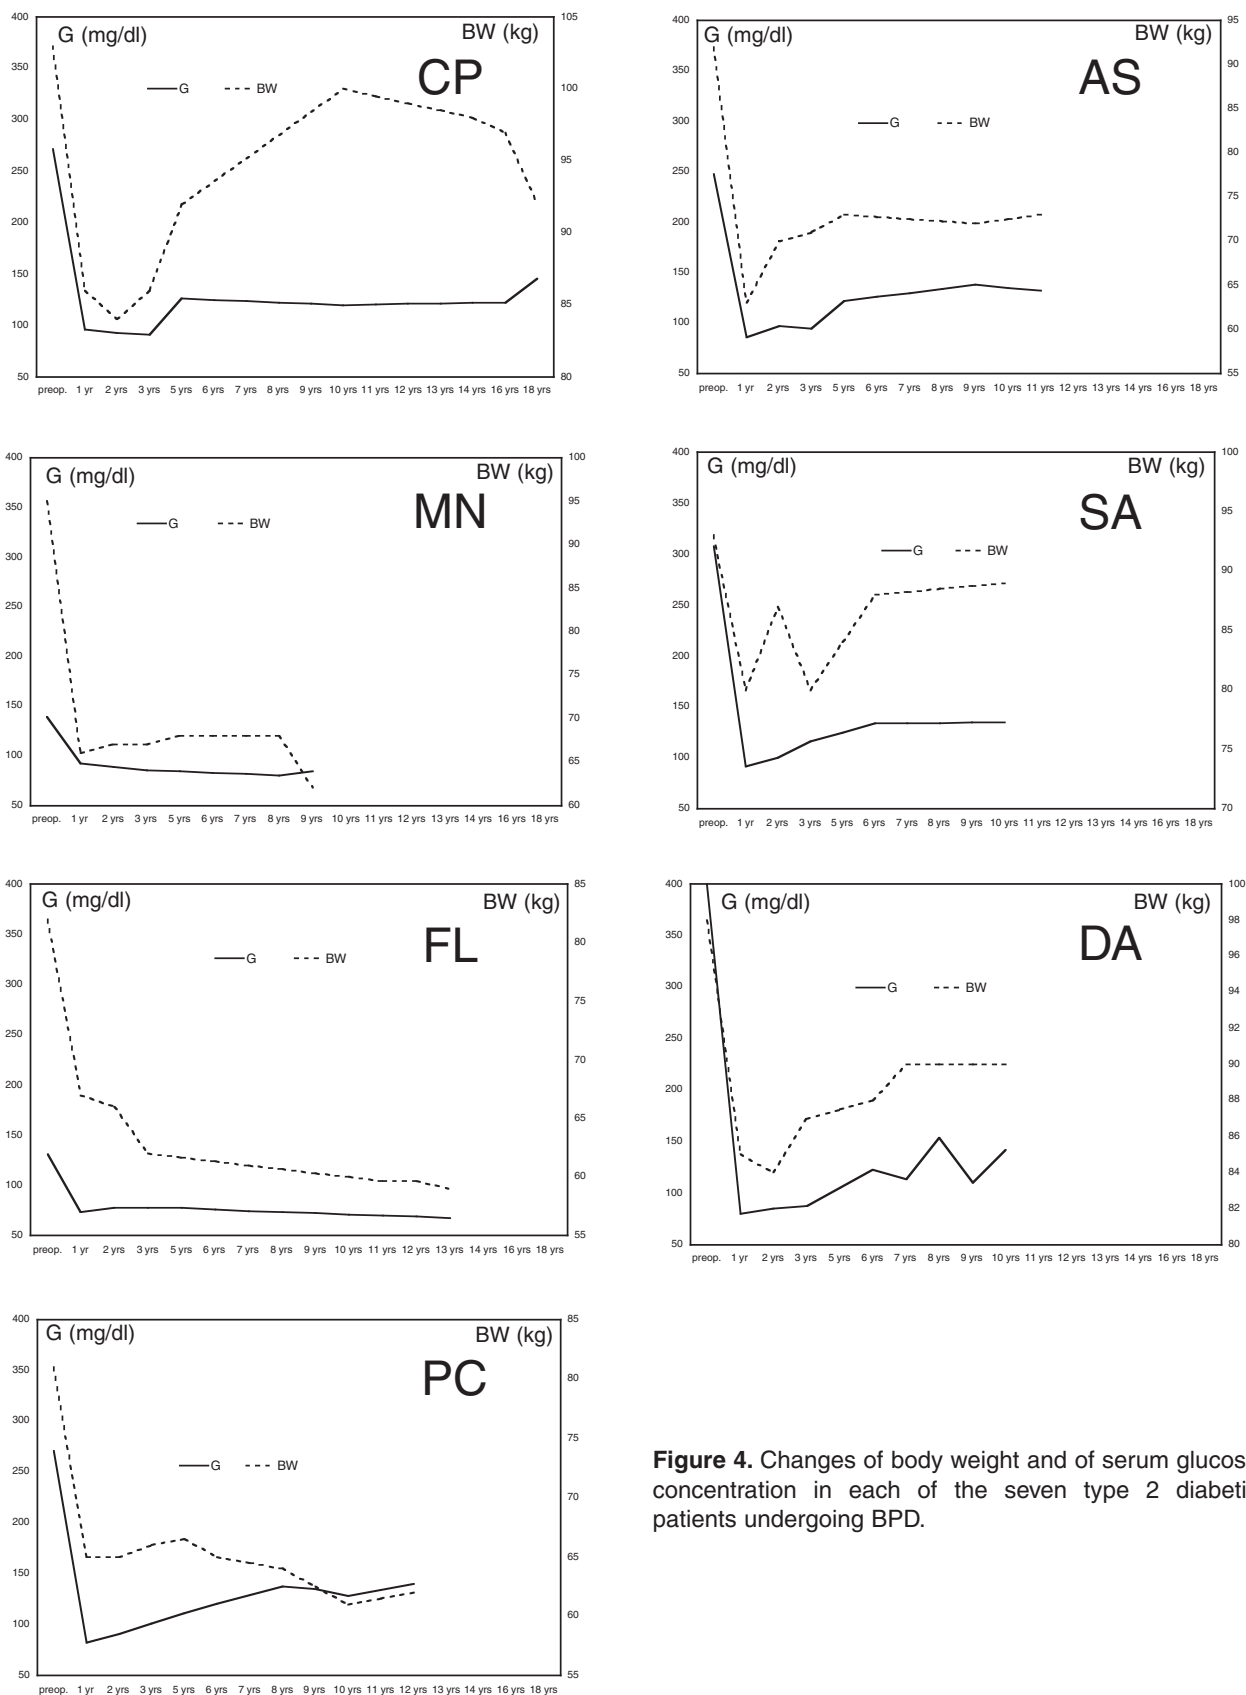 G (mg/dl) BW (kg)
CP
G BW
400 350 300 250 200 150 100 50
105 100 95 90 85 80
preop. 1 yr 2 yrs 3 yrs 5 yrs 6 yrs 7 yrs 8 yrs 9 yrs 10 yrs 11 yrs 12 yrs 13 yrs 14 yrs 16 yrs 18 yrs
G (mg/dl) BW (kg)
AS
G BW
400 350 300 250 200 150 100 50
95 90 85 80 75 70 65 60 55
preop. 1 yr 2 yrs 3 yrs 5 yrs 6 yrs 7 yrs 8 yrs 9 yrs 10 yrs 11 yrs 12 yrs 13 yrs 14 yrs 16 yrs 18 yrs
G (mg/dl) BW (kg)
MN
G BW
400 350 300 250 200 150 100 50
100 95 90 85 80 75 70 65 60
preop. 1 yr 2 yrs 3 yrs 5 yrs 6 yrs 7 yrs 8 yrs 9 yrs 10 yrs 11 yrs 12 yrs 13 yrs 14 yrs 16 yrs 18 yrs
G (mg/dl) BW (kg)
SA
G BW
400 350 300 250 200 150 100 50
100 95 90 85 80 75 70
preop. 1 yr 2 yrs 3 yrs 5 yrs 6 yrs 7 yrs 8 yrs 9 yrs 10 yrs 11 yrs 12 yrs 13 yrs 14 yrs 16 yrs 18 yrs
G (mg/dl) BW (kg)
FL
G BW
400 350 300 250 200 150 100 50
85 80 75 70 65 60 55
preop. 1 yr 2 yrs 3 yrs 5 yrs 6 yrs 7 yrs 8 yrs 9 yrs 10 yrs 11 yrs 12 yrs 13 yrs 14 yrs 16 yrs 18 yrs
G (mg/dl) BW (kg)
DA
G BW
400 350 300 250 200 150 100 50
100 98 96 94 92 90 88 86 84 82 80
preop. 1 yr 2 yrs 3 yrs 5 yrs 6 yrs 7 yrs 8 yrs 9 yrs 10 yrs 11 yrs 12 yrs 13 yrs 14 yrs 16 yrs 18 yrs
G (mg/dl) BW (kg)
PC
G BW
400 350 300 250 200 150 100 50
85 80 75 70 65 60 55
preop. 1 yr 2 yrs 3 yrs 5 yrs 6 yrs 7 yrs 8 yrs 9 yrs 10 yrs 11 yrs 12 yrs 13 yrs 14 yrs 16 yrs 18 yrs
Figure 4. Changes of body weight and of serum glucos
concentration in each of the seven type 2 diabeti
patients undergoing BPD.